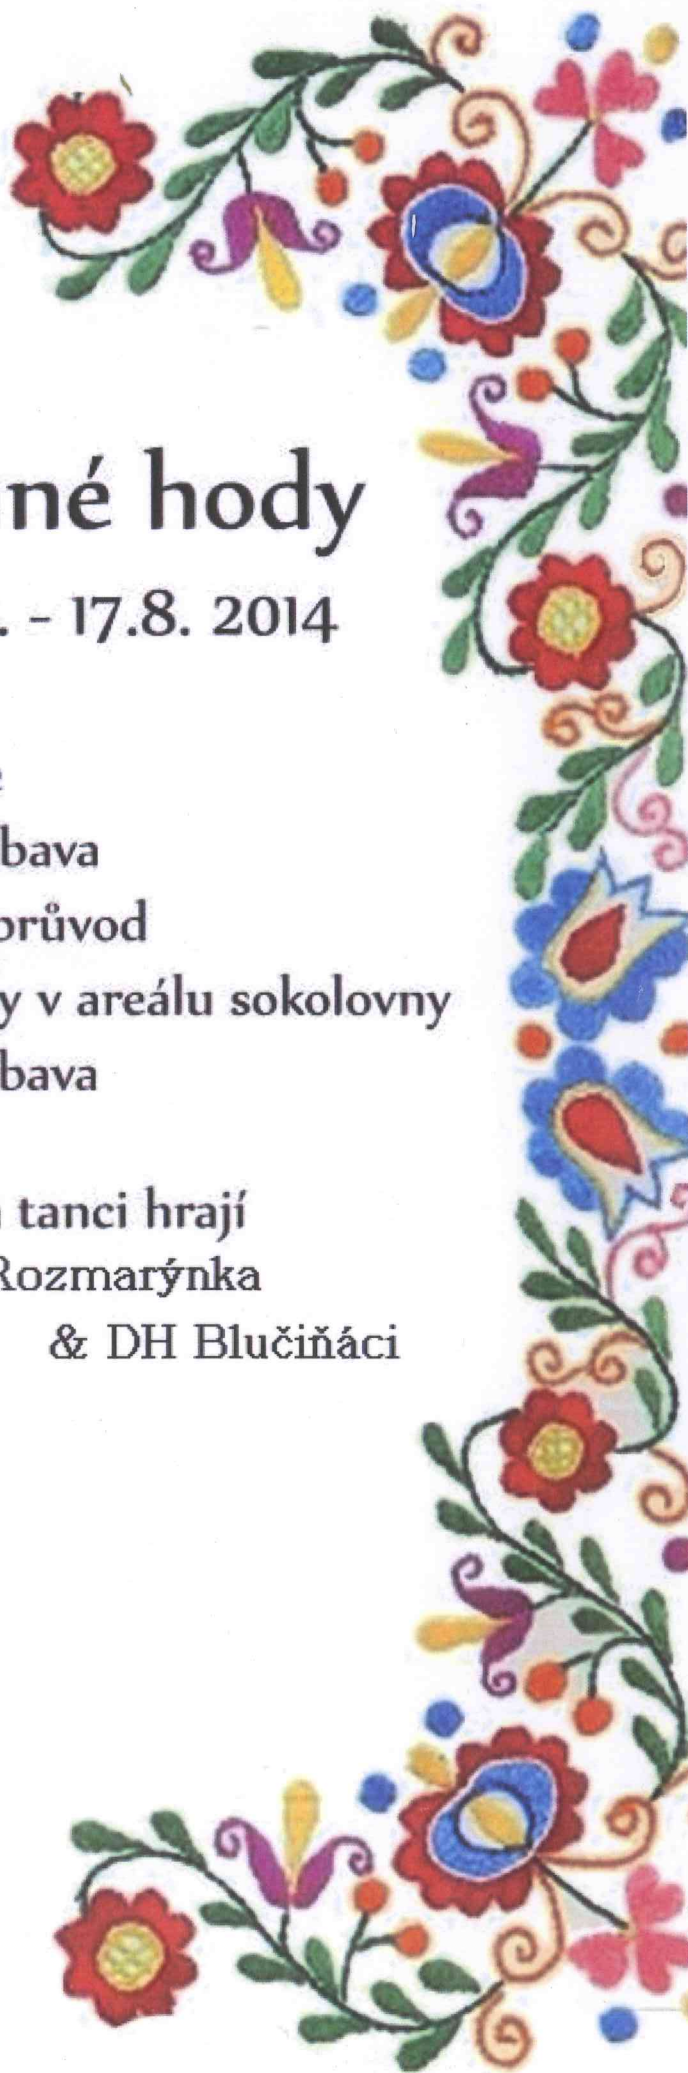 né hody
. - 17.8. 2014
bava
průvod
y v areálu sokolovny
bava
tanci hrají
Rozmarýnka
& DH Blučiňáci